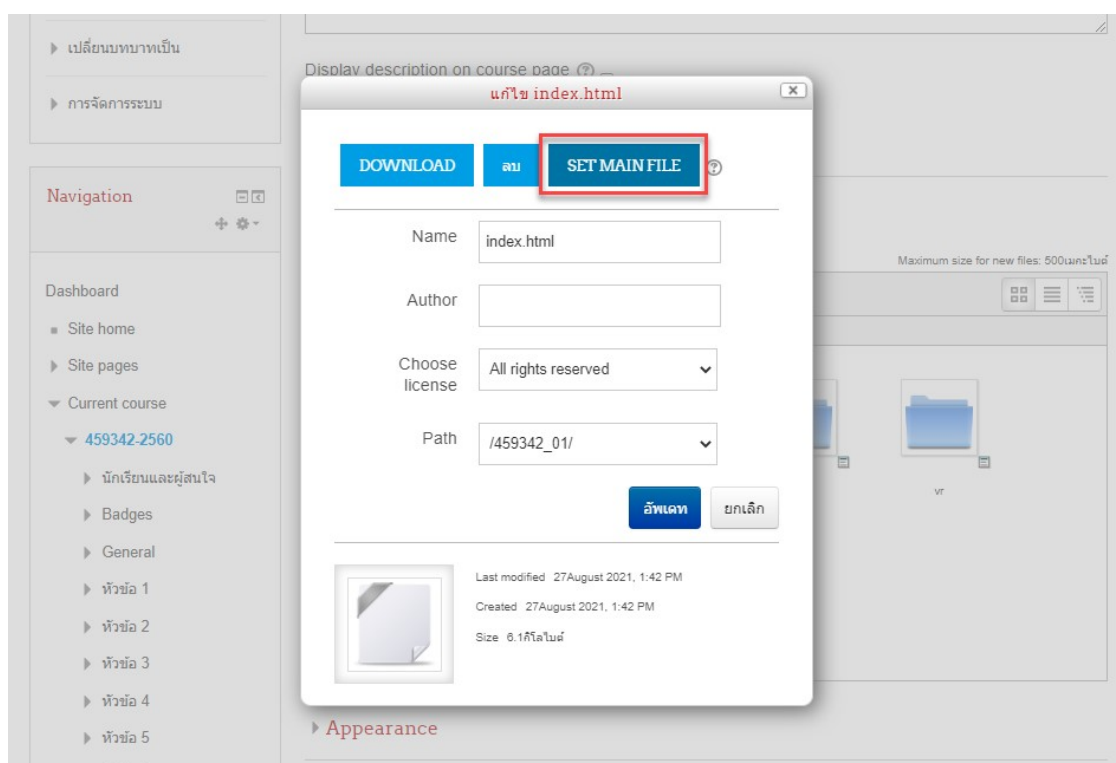 เปลี่ยนบทบาทเป็น
การจัดการระบบ
Display description on course page
แก้ไข index.html
DOWNLOAD ลบ SET MAIN FILE
Navigation
Name index.html
Maximum size for new files: 500เมกะไบต์
Dashboard
Author
Site home
Site pages
Choose license All rights reserved
Current course
459342-2560
Path /459342_01/
นักเรียนและผู้สนใจ
vr
Badges
อัพเดท ยกเลิก
General
หัวข้อ 1
Last modified 27August 2021, 1:42 PM
Created 27August 2021, 1:42 PM
หัวข้อ 2
Size 6.1กิโลไบต์
หัวข้อ 3
หัวข้อ 4
หัวข้อ 5
Appearance